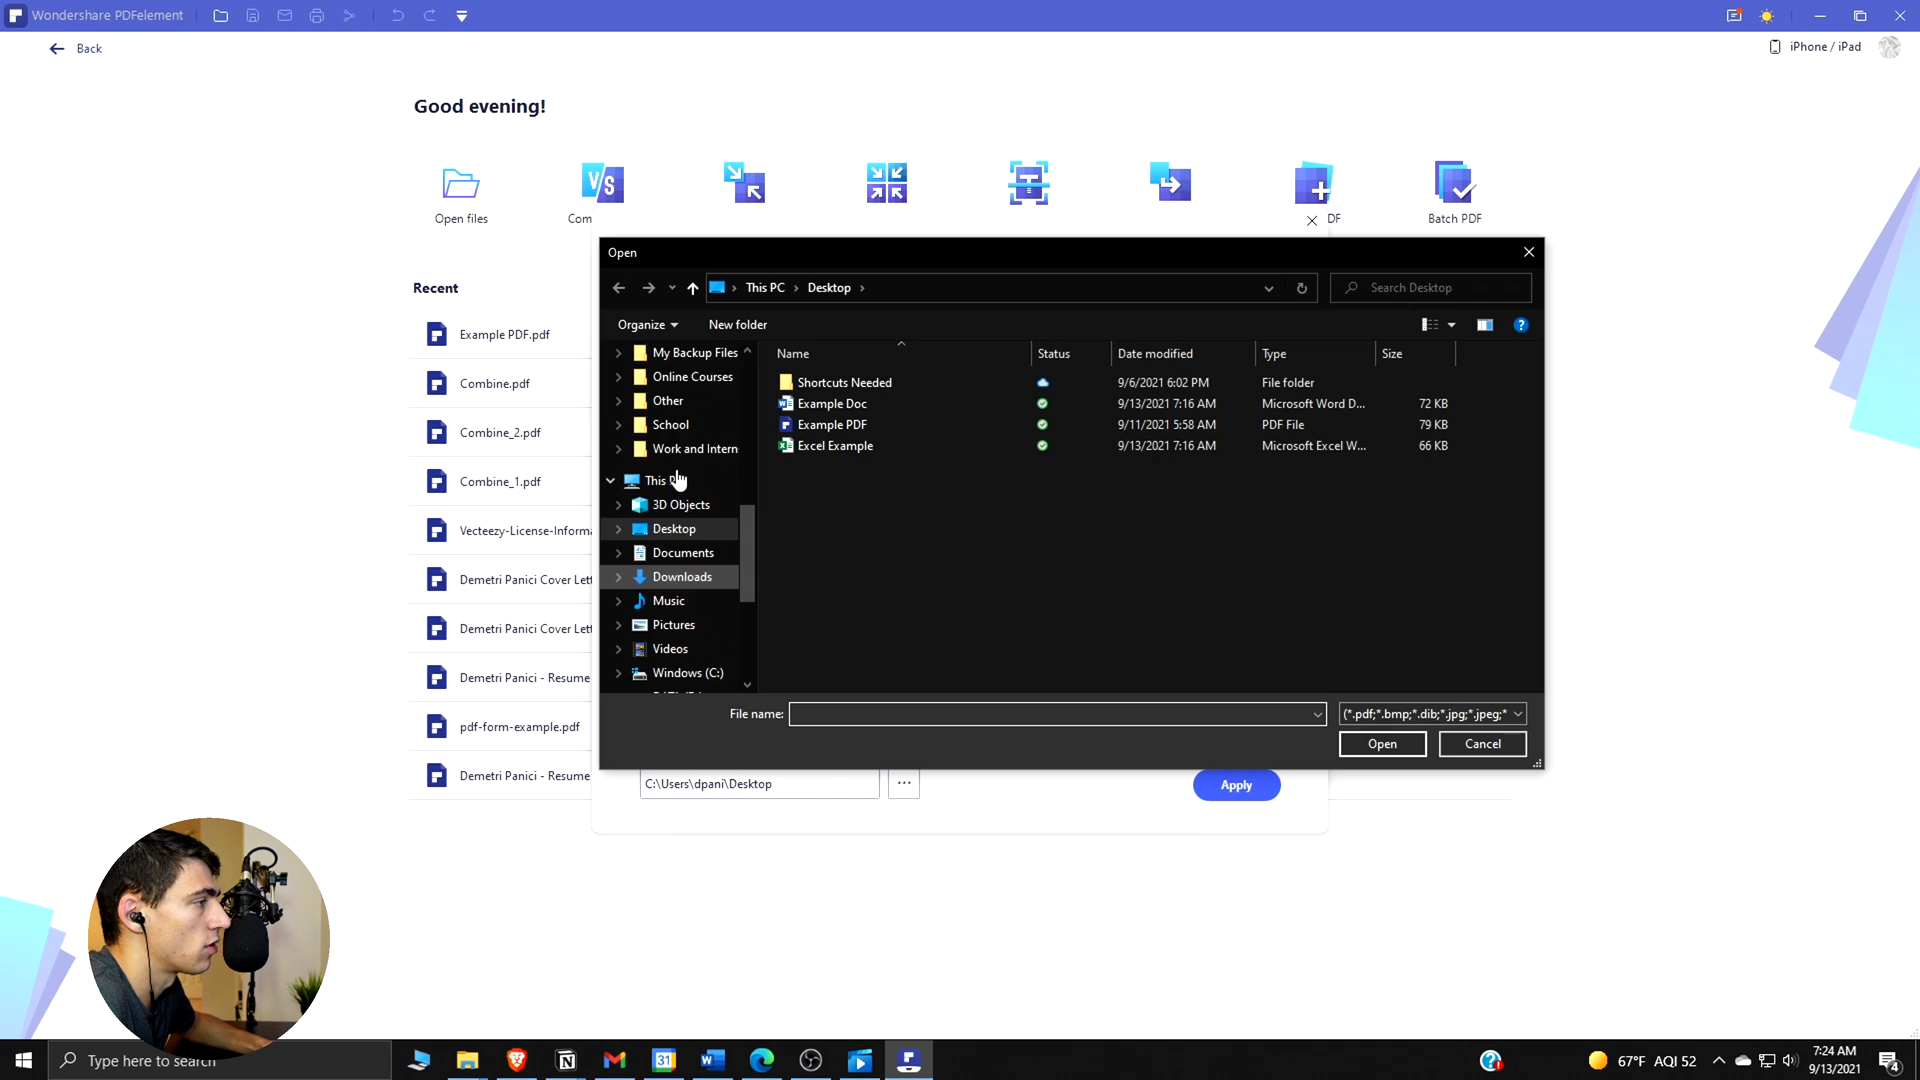 Wondershare PDFelement
Back
iPhone / iPad
Good evening!
Open files
Com
DF
Batch PDF
Recent
Example PDF.pdf
Combine.pdf
Combine_2.pdf
Combine_1.pdf
Vecteezy-License-Informa
Demetri Panici Cover Lett
Demetri Panici Cover Lett
Demetri Panici - Resume
pdf-form-example.pdf
Demetri Panici - Resume
Open
This PC > Desktop >
Search Desktop
Organize
New folder
My Backup Files
Online Courses
Other
School
Work and Intern
This P
3D Objects
Desktop
Documents
Downloads
Music
Pictures
Videos
Windows (C:)
Name Status Date modified Type Size
Shortcuts Needed 9/6/2021 6:02 PM File folder
Example Doc 9/13/2021 7:16 AM Microsoft Word D... 72 KB
Example PDF 9/11/2021 5:58 AM PDF File 79 KB
Excel Example 9/13/2021 7:16 AM Microsoft Excel W... 66 KB
File name:
(*.pdf;*.bmp;*.dib;*.jpg;*.jpeg;*
Open
Cancel
C:\Users\dpani\Desktop
...
Apply
Type here to search
31
67°F AQI 52
7:24 AM
9/13/2021
4